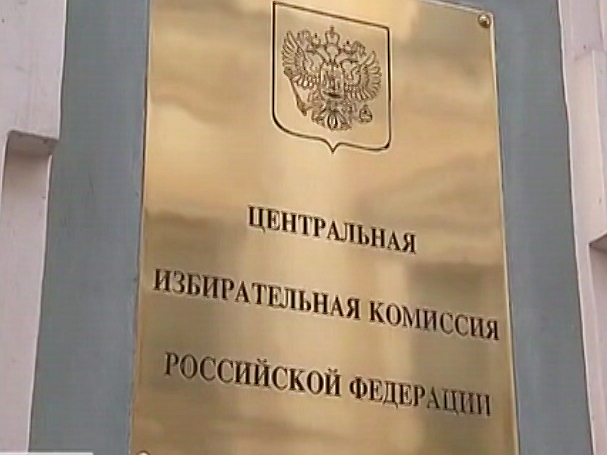 ЦЕНТРАЛЬНАЯ
ИЗБИРАТЕЛЬНАЯ КОМИССИЯ
РОССИЙСКОЙ ФЕДЕРАЦИИ